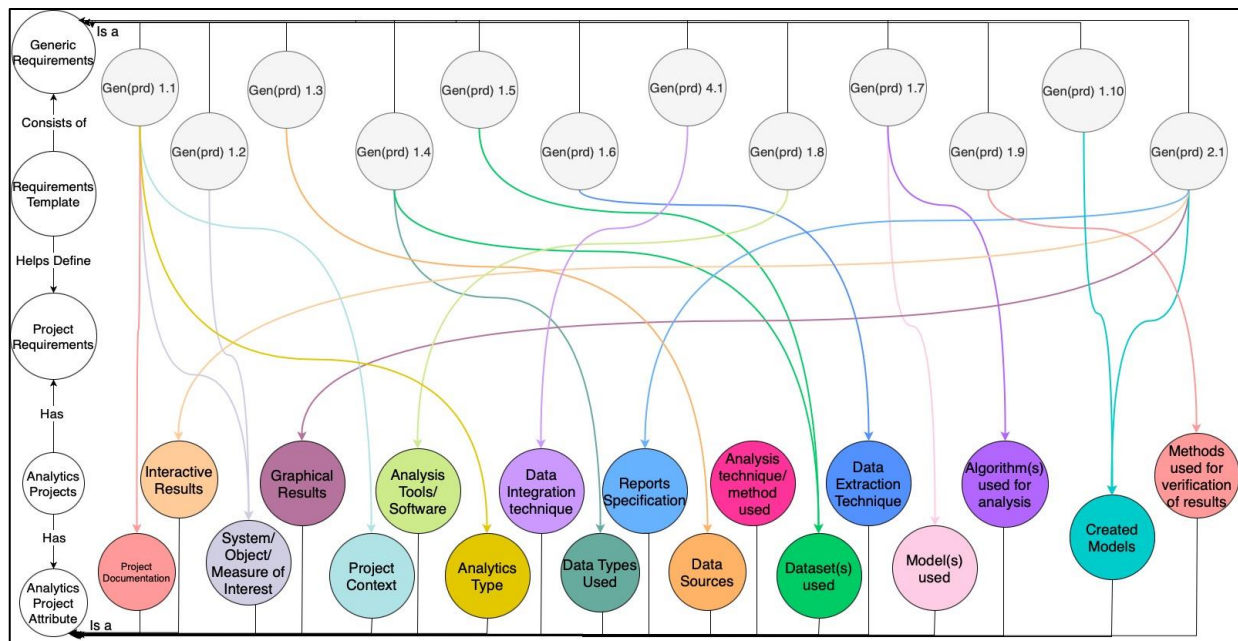 Is a
Generic
Requirements
Consists of
Requirements
Template
Helps Define
Project
Requirements
Has
Analytics
Projects
Has
Analytics
Project
Attribute
Is a
Gen(prd) 1.1
Gen(prd) 1.2
Gen(prd) 1.3
Gen(prd) 1.4
Gen(prd) 1.5
Gen(prd) 1.6
Gen(prd) 4.1
Gen(prd) 1.8
Gen(prd) 1.7
Gen(prd) 1.9
Gen(prd) 1.10
Gen(prd) 2.1
Project
Documentation
Interactive
Results
System/
Object/
Measure of
Interest
Graphical
Results
Project
Context
Analysis
Tools/
Software
Analytics
Type
Data
Integration
technique
Data Types
Used
Reports
Specification
Data
Sources
Analysis
technique/
method
used
Dataset(s)
used
Data
Extraction
Technique
Model(s)
used
Algorithm(s)
used for
analysis
Created
Models
Methods
used for
verification
of results